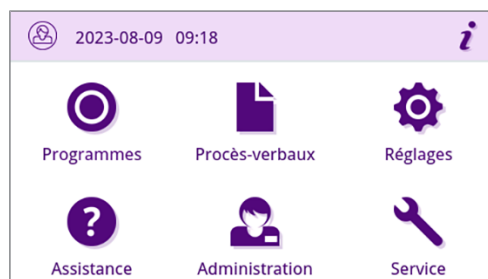 2023-08-09 09:18 i
Programmes Procès-verbaux Réglages
? 
Assistance Administration Service